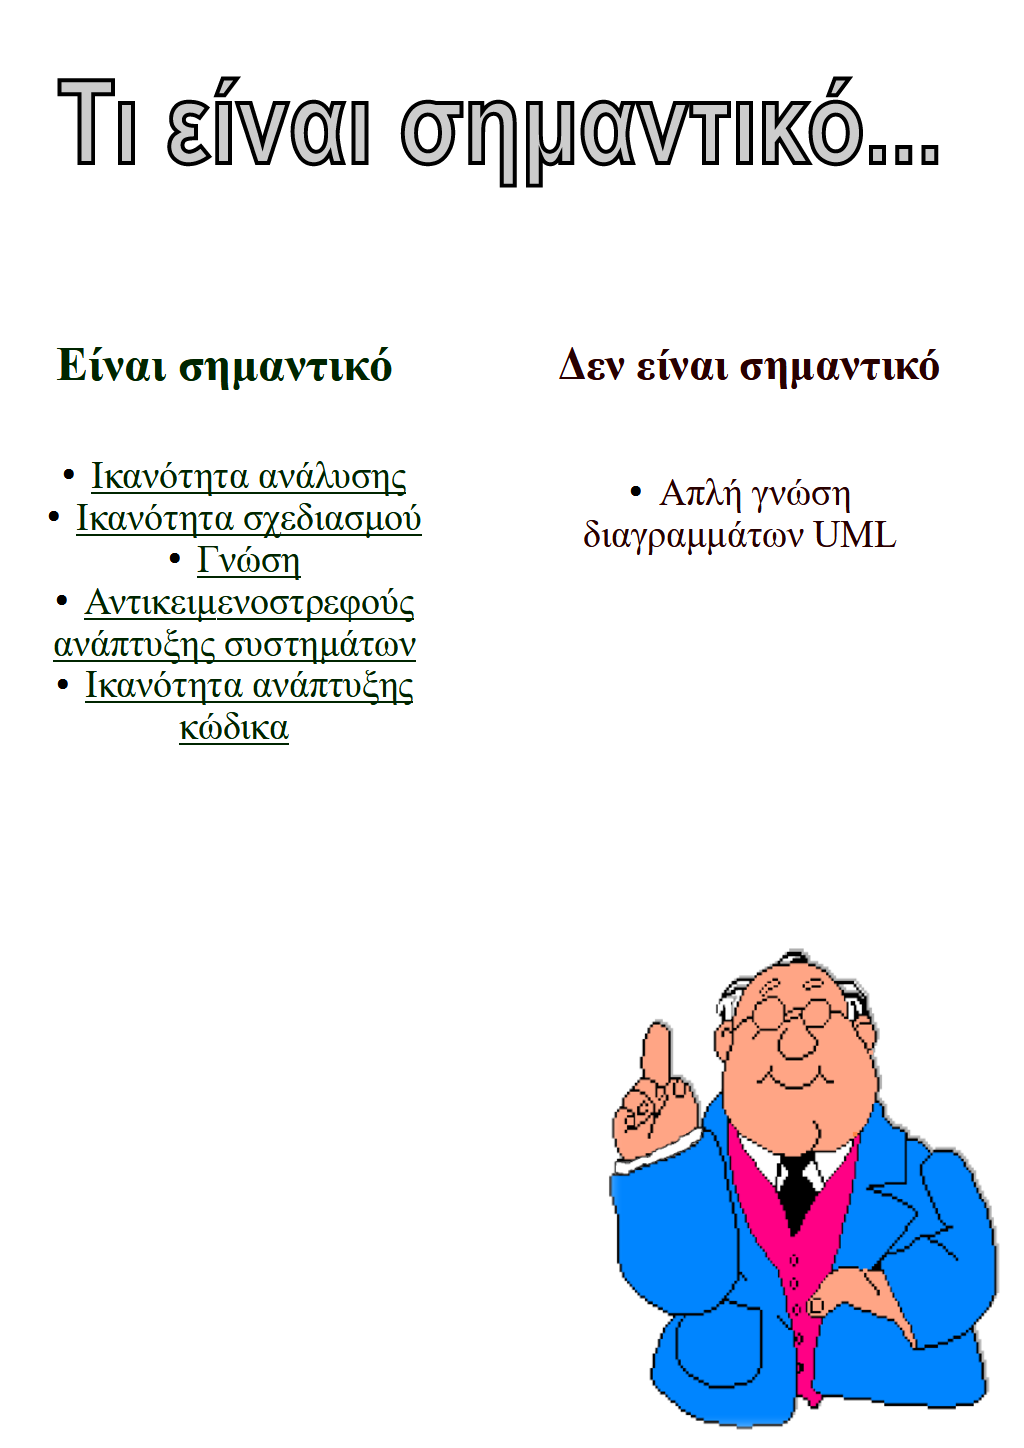 Τι είναι σημαντικό...
Είναι σημαντικό
• Ικανότητα ανάλυσης
• Ικανότητα σχεδιασμού
• Γνώση
• Αντικειμενοστρεφούς
ανάπτυξης συστημάτων
• Ικανότητα ανάπτυξης
κώδικα
Δεν είναι σημαντικό
• Απλή γνώση
διαγραμμάτων UML